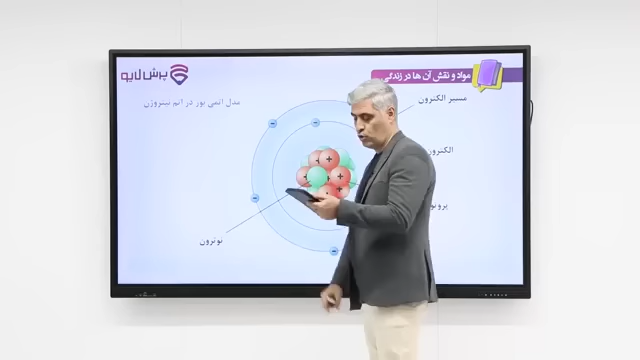 پرش لایو
مواد و نقش آن ها در زندگی
مدل اتمی بور در اتم نیتروژن
مسیر الکترون
الکترون
نوترون